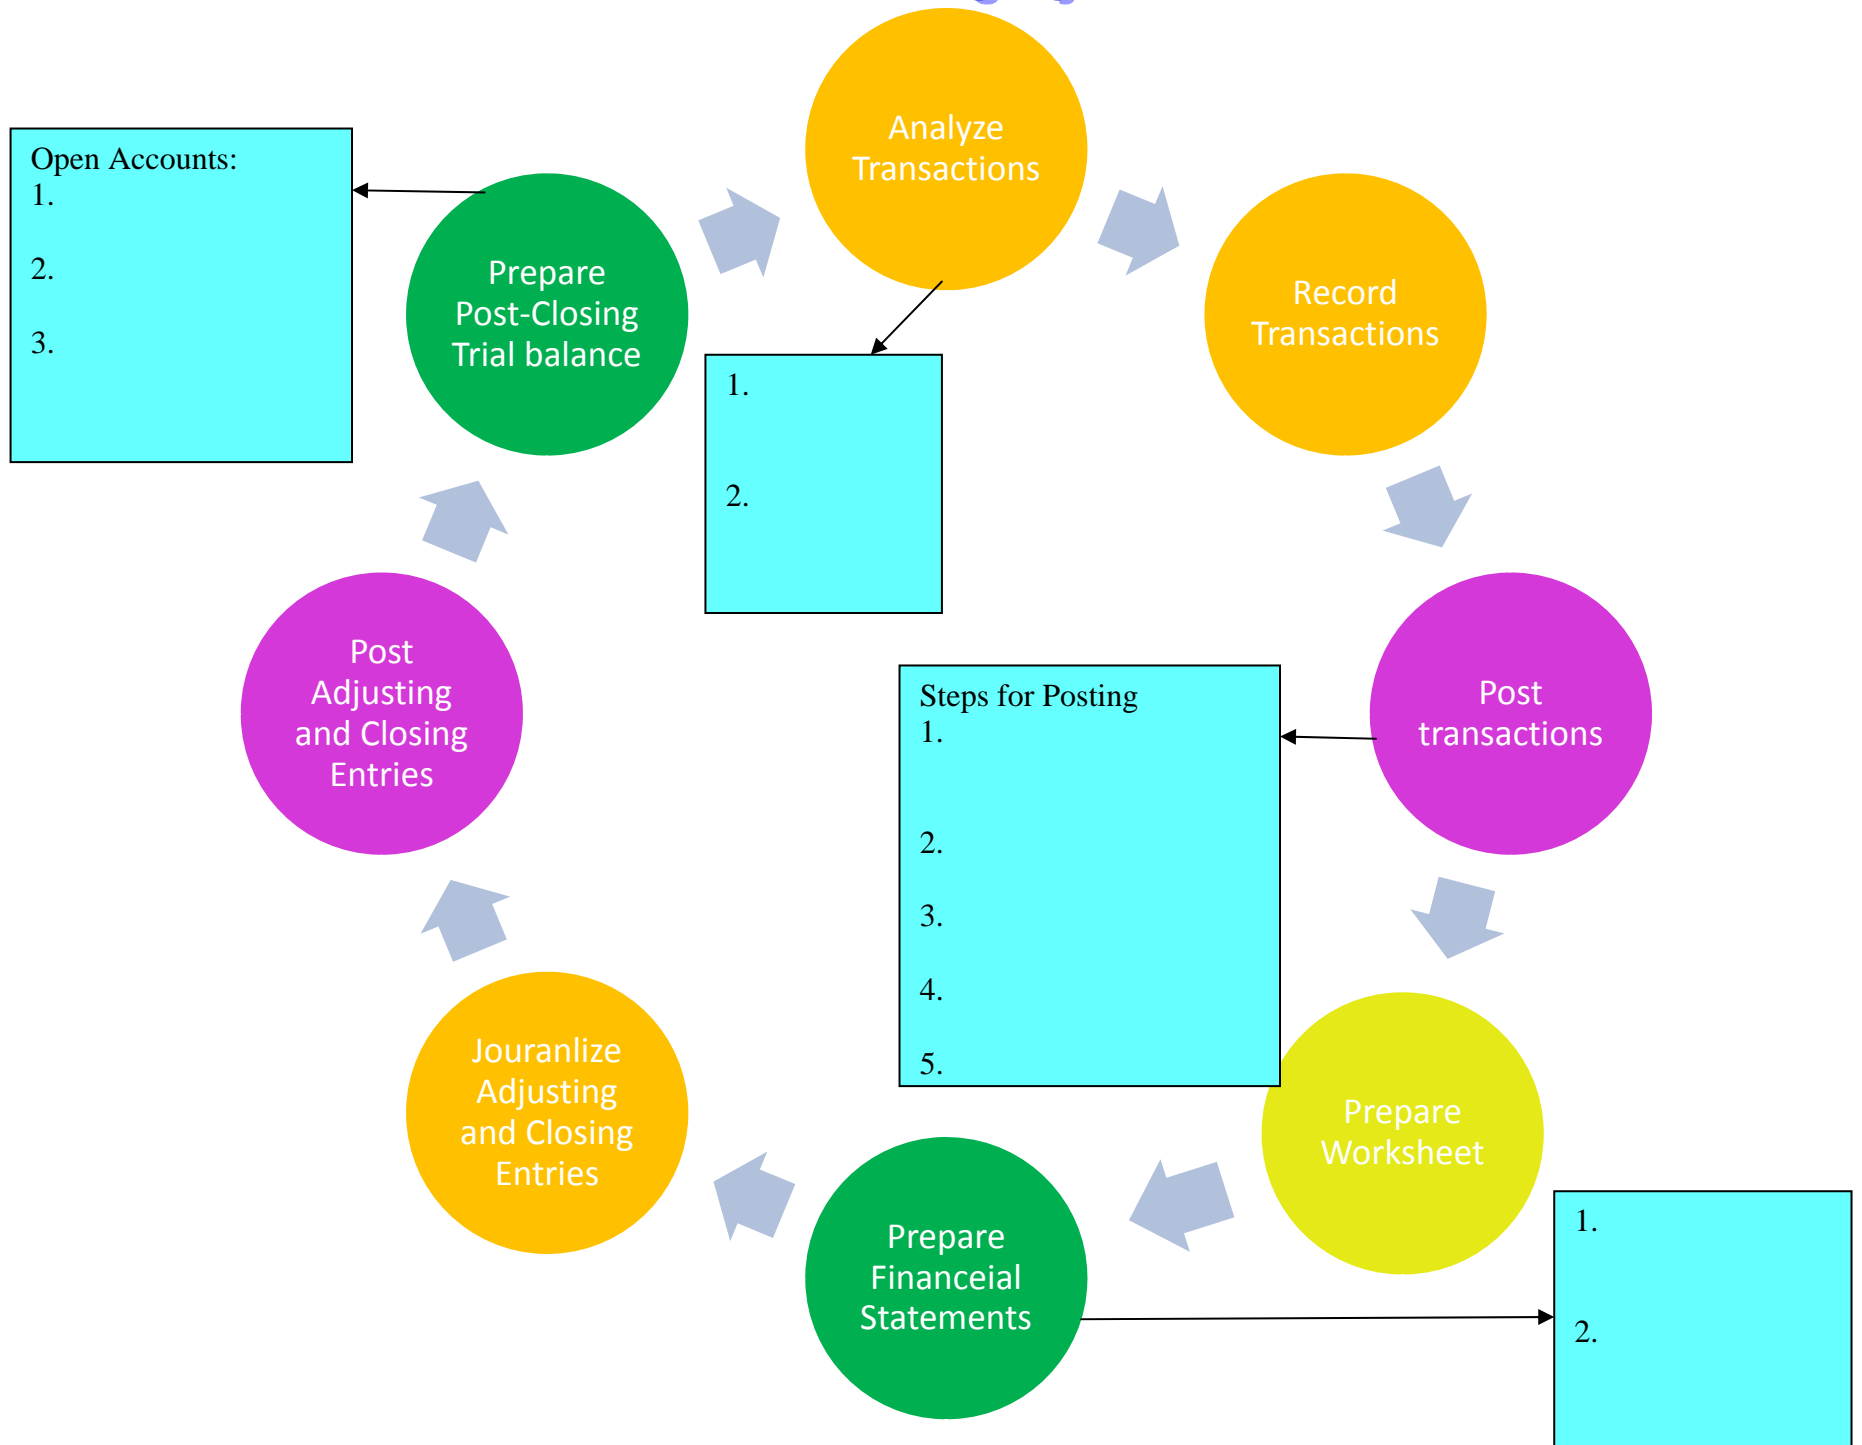 Analyze
Transactions
Open Accounts:
1.
2.
3.
Prepare
Post-Closing
Trial balance
Record
Transactions
1.
2.
Post
Adjusting
and Closing
Entries
Steps for Posting
1.
2.
3.
4.
5.
Post
transactions
Jouranlize
Adjusting
and Closing
Entries
Prepare
Worksheet
Prepare
Financeial
Statements
1.
2.